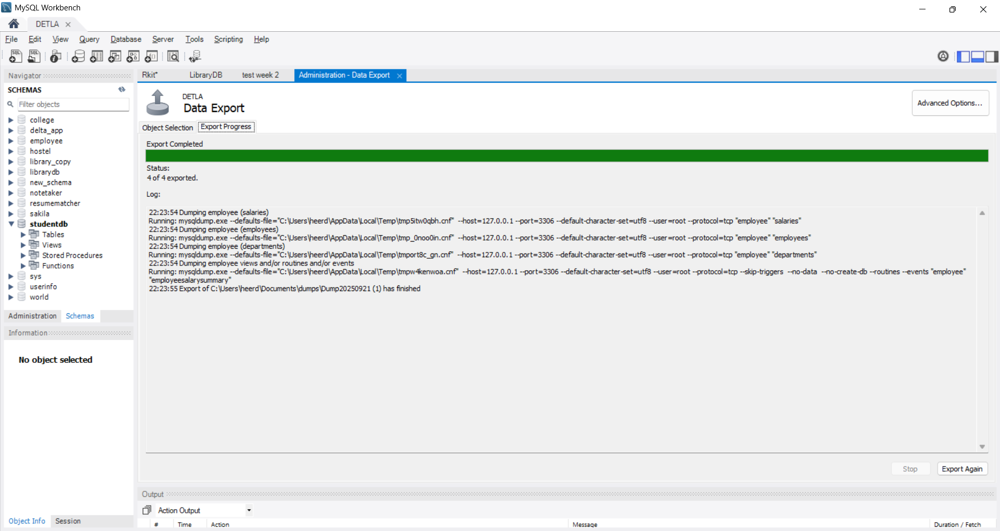 MySQL Workbench
DETLA
File Edit View Query Database Server Tools Scripting Help
Navigator
SCHEMAS
Filter objects
college
delta_app
employee
hostel
library_copy
librarydb
new_schema
notetaker
resumematcher
sakila
studentdb
Tables
Views
Stored Procedures
Functions
sys
userinfo
world
Administration Schemas
Information
No object selected
Object Info Session
Rkit* LibraryDB test week 2 Administration - Data Export
DETLA
Data Export
Advanced Options...
Object Selection Export Progress
Export Completed
Status:
4 of 4 exported.
Log:
22:23:54 Dumping employee (salaries)
Running: mysqldump.exe --defaults-file="C:\Users\heerd\AppData\Local\Temp\tmp5itw0qbh.cnf" --host=127.0.0.1 --port=3306 --default-character-set=utf8 --user=root --protocol=tcp "employee" "salaries"
22:23:54 Dumping employee (employees)
Running: mysqldump.exe --defaults-file="C:\Users\heerd\AppData\Local\Temp\tmp_0noo0in.cnf" --host=127.0.0.1 --port=3306 --default-character-set=utf8 --user=root --protocol=tcp "employee" "employees"
22:23:54 Dumping employee (departments)
Running: mysqldump.exe --defaults-file="C:\Users\heerd\AppData\Local\Temp\tmport8c_gn.cnf" --host=127.0.0.1 --port=3306 --default-character-set=utf8 --user=root --protocol=tcp "employee" "departments"
22:23:54 Dumping employee views and/or routines and/or events
Running: mysqldump.exe --defaults-file="C:\Users\heerd\AppData\Local\Temp\tmpw4kenwoa.cnf" --host=127.0.0.1 --port=3306 --default-character-set=utf8 --user=root --protocol=tcp --skip-triggers --no-data --no-create-db --routines --events "employee"
"employeesalarysummary"
22:23:55 Export of C:\Users\heerd\Documents\dumps\Dump20250921 (1) has finished
Stop Export Again
Output
Action Output
# Time Action Message Duration / Fetch